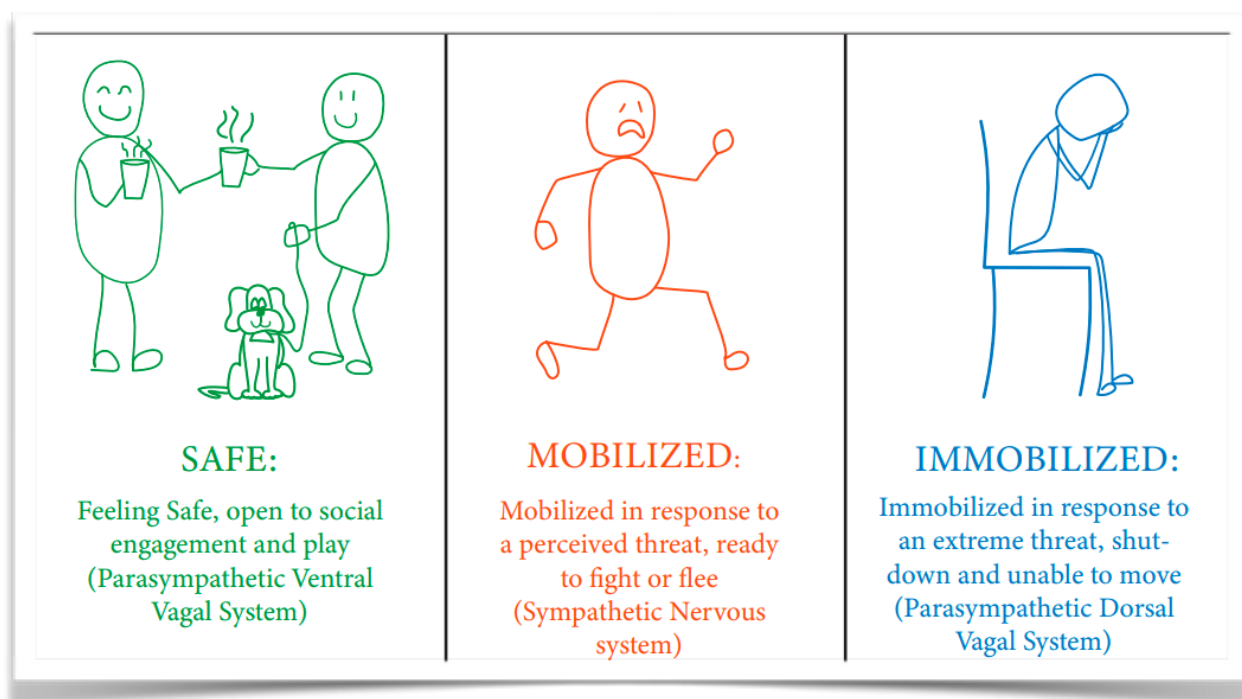 SAFE:
Feeling Safe, open to social
engagement and play
(Parasympathetic Ventral
Vagal System)
MOBILIZED:
Mobilized in response to
a perceived threat, ready
to fight or flee
(Sympathetic Nervous
system)
IMMOBILIZED:
Immobilized in response to
an extreme threat, shut-
down and unable to move
(Parasympathetic Dorsal
Vagal System)